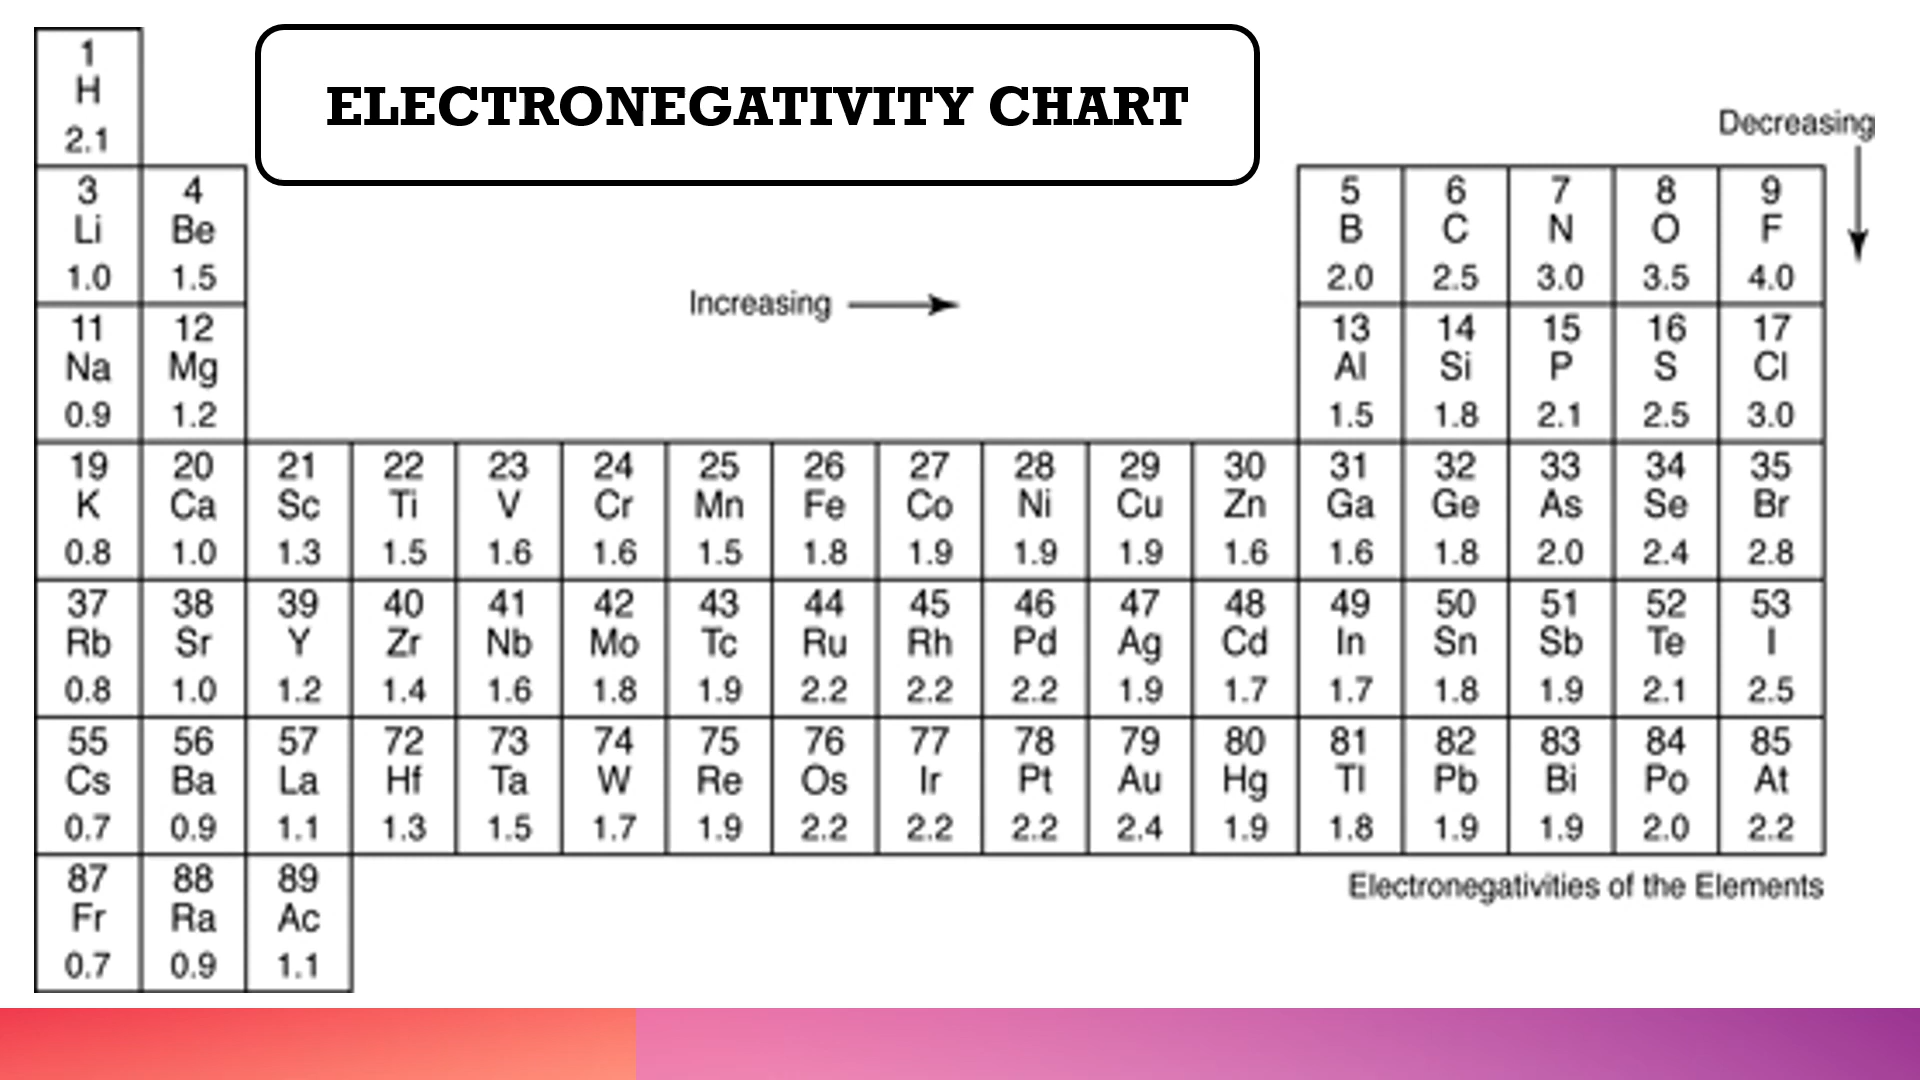 ELECTRONEGATIVITY CHART
Decreasing
Increasing
1
H
2.1
3 4 5 6 7 8 9
Li Be B C N O F
1.0 1.5 2.0 2.5 3.0 3.5 4.0
11 12 13 14 15 16 17
Na Mg Al Si P S Cl
0.9 1.2 1.5 1.8 2.1 2.5 3.0
19 20 21 22 23 24 25 26 27 28 29 30 31 32 33 34 35
K Ca Sc Ti V Cr Mn Fe Co Ni Cu Zn Ga Ge As Se Br
0.8 1.0 1.3 1.5 1.6 1.6 1.5 1.8 1.9 1.9 1.9 1.6 1.6 1.8 2.0 2.4 2.8
37 38 39 40 41 42 43 44 45 46 47 48 49 50 51 52 53
Rb Sr Y Zr Nb Mo Tc Ru Rh Pd Ag Cd In Sn Sb Te I
0.8 1.0 1.2 1.4 1.6 1.8 1.9 2.2 2.2 2.2 1.9 1.7 1.7 1.8 1.9 2.1 2.5
55 56 57 72 73 74 75 76 77 78 79 80 81 82 83 84 85
Cs Ba La Hf Ta W Re Os Ir Pt Au Hg Tl Pb Bi Po At
0.7 0.9 1.1 1.3 1.5 1.7 1.9 2.2 2.2 2.2 2.4 1.9 1.8 1.9 1.9 2.0 2.2
87 88 89
Fr Ra Ac
0.7 0.9 1.1
Electronegativities of the Elements